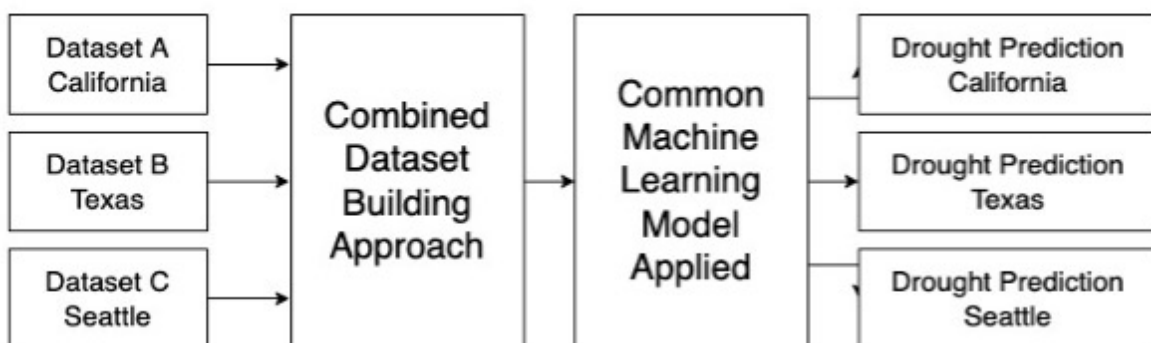 Dataset A
California
Dataset B
Texas
Dataset C
Seattle
Combined
Dataset
Building
Approach
Common
Machine
Learning
Model
Applied
Drought Prediction
California
Drought Prediction
Texas
Drought Prediction
Seattle